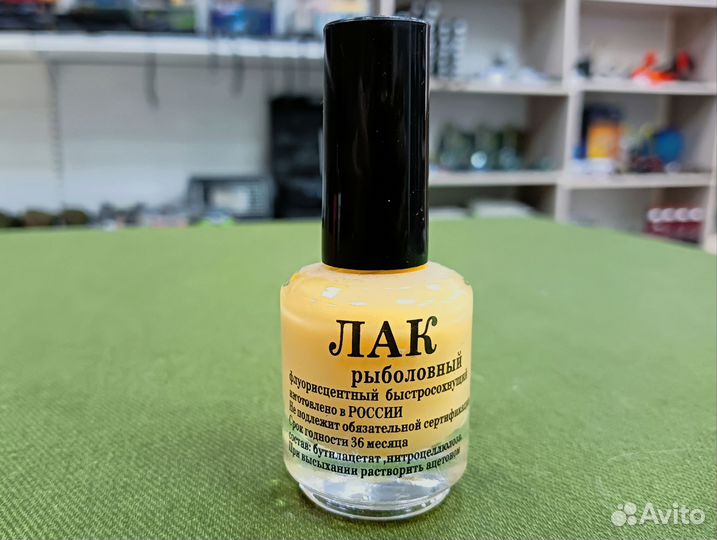 ЛАК
рыболовный
флуорисцентный быстросохнущий
изготовлено в РОССИИ
Не подлежит обязательной сертификации
Срок годности 36 месяца
состав: бутилацетат ,нитроцеллюлоза.
При высыхании растворить ацетоном
Avito